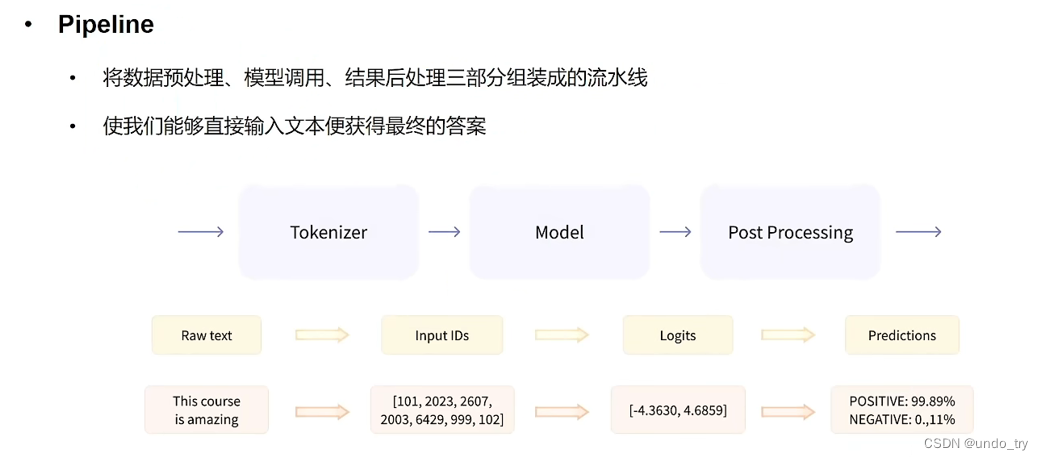 • Pipeline
• 将数据预处理、模型调用、结果后处理三部分组装成的流水线
• 使我们能够直接输入文本便获得最终的答案
Tokenizer
Model
Post Processing
Raw text
Input IDs
Logits
Predictions
This course
is amazing
[101, 2023, 2607,
2003, 6429, 999, 102]
[-4.3630, 4.6859]
POSITIVE: 99.89%
NEGATIVE: 0.,11%
CSDN @undo_try